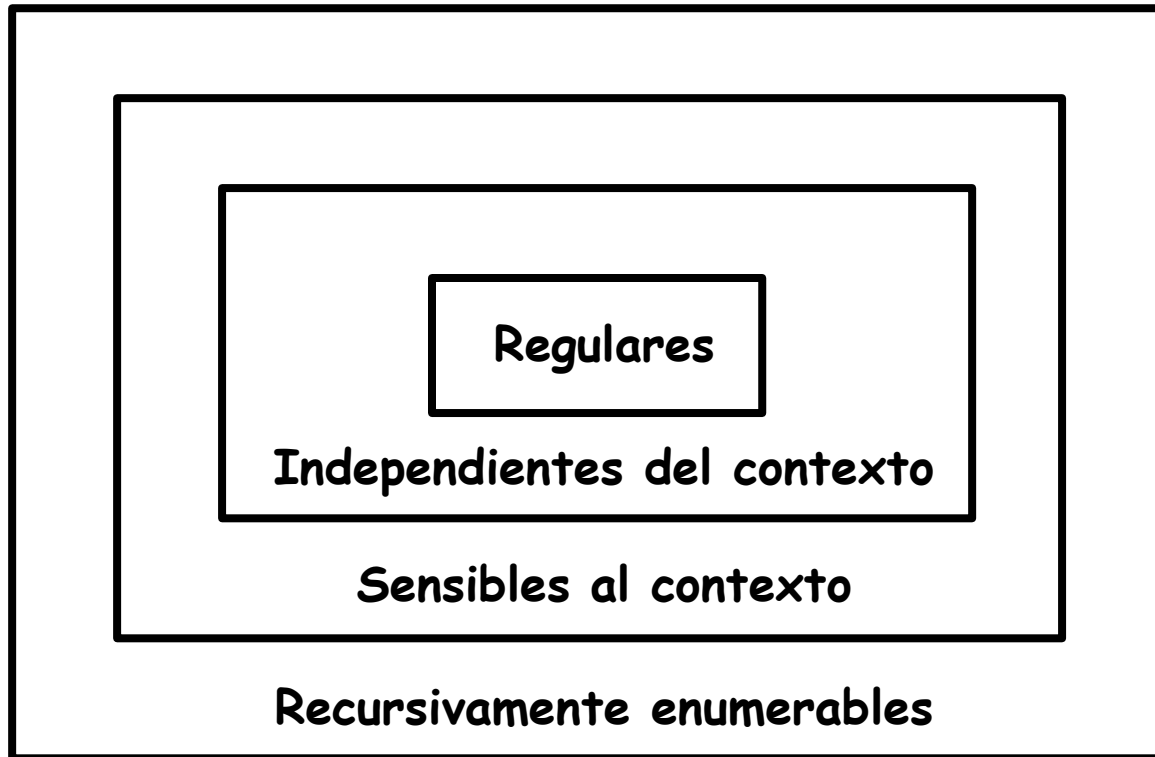 Regulares
Independientes del contexto
Sensibles al contexto
Recursivamente enumerables